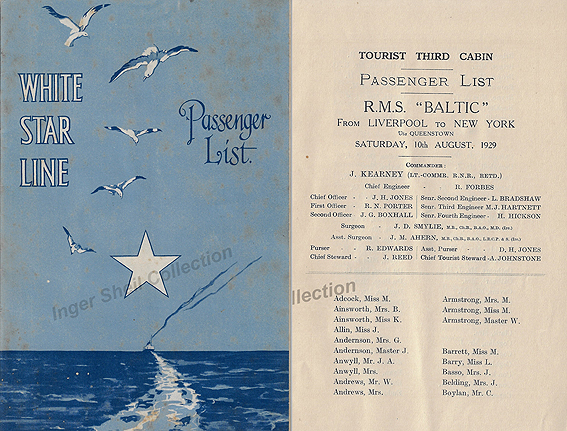 WHITE
STAR
LINE
Passenger
List.
TOURIST THIRD CABIN
PASSENGER LIST
R.M.S. "BALTIC"
FROM LIVERPOOL TO NEW YORK
Via QUEENSTOWN
SATURDAY, 10th AUGUST, 1929
COMMANDER:
J. KEARNEY (LT.-COMMR. R.N.R., RETD.)
Chief Engineer - R. FORBES
Chief Officer - J, H, JONES Senr. Second Engineer - L. BRADSHAW
First Officer - R. N. PORTER Senr. Third Engineer M.J. HARTNETT
Second Officer - J. G. BOXHALL Senr. Fourth Engineer - H. HICKSON
Surgeon - J. D. SMYLIE, M.B., Ch.B., B.A.O., M.D.
Asst. Surgeon - J. M. AHERN, M.B., Ch.B., B.A.O., L.R.C.P. & S.
Purser - R. EDWARDS Asst. Purser - D, H, JONES
Chief Steward - J. REED Chief Tourist Steward - A. JOHNSTONE
Adcock, Miss M.
Ainsworth, Mrs. B.
Ainsworth, Miss K.
Allin, Miss J.
Andernson, Mrs. G.
Andernson, Master J.
Anwyll, Mr. J. A.
Anwyll, Mrs.
Andrews, Mr. W.
Andrews, Mrs.
Armstrong, Mrs. M.
Armstrong, Miss M.
Armstrong, Master W.
Barrett, Miss M.
Barry, Miss L.
Basso, Mrs. J.
Belding, Mrs. J.
Boylan, Mr. C.
Inger Sheil Collection
Collection